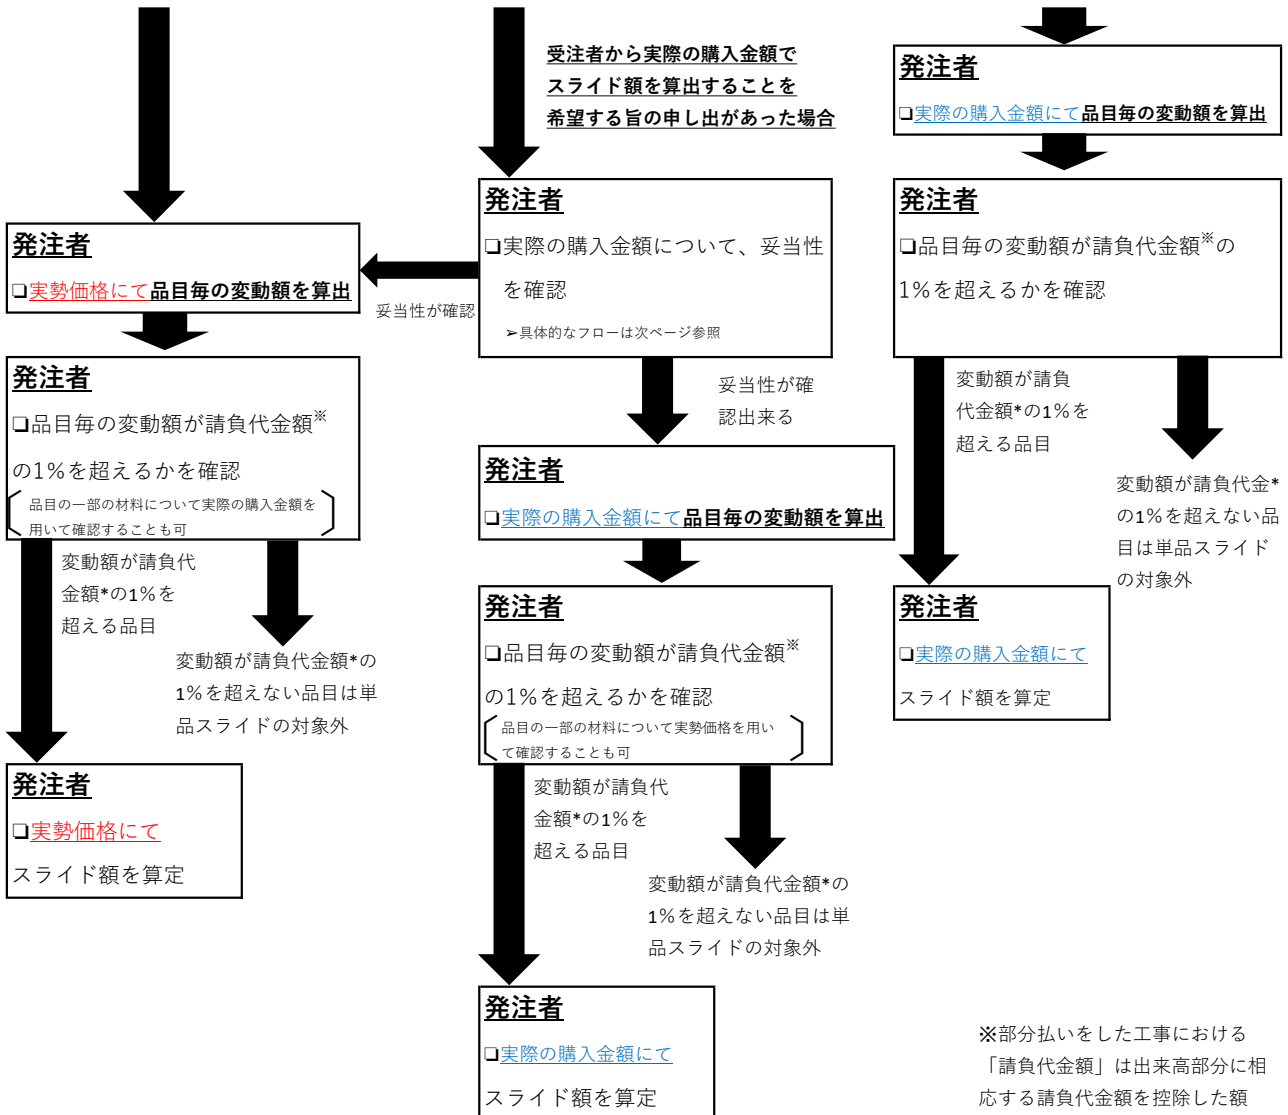 受注者から実際の購入金額で
スライド額を算出することを
希望する旨の申し出があった場合
発注者
❏実際の購入金額にて品目毎の変動額を算出
発注者
❏実勢価格にて品目毎の変動額を算出
妥当性が確認
発注者
❏実際の購入金額について、妥当性
を確認
➢具体的なフローは次ページ参照
発注者
❏品目毎の変動額が請負代金額※の
1%を超えるかを確認
発注者
❏品目毎の変動額が請負代金額※
の1%を超えるかを確認
品目の一部の材料について実際の購入金額を
用いて確認することも可
妥当性が確
認出来る
変動額が請負
代金額*の1%を
超える品目
変動額が請負代金*
の1%を超えない品
目は単品スライド
の対象外
発注者
❏実際の購入金額にて品目毎の変動額を算出
変動額が請負代
金額*の1%を
超える品目
変動額が請負代金額*の
1%を超えない品目は単
品スライドの対象外
発注者
❏品目毎の変動額が請負代金額※
の1%を超えるかを確認
品目の一部の材料について実勢価格を用い
て確認することも可
発注者
❏実際の購入金額にて
スライド額を算定
発注者
❏実勢価格にて
スライド額を算定
変動額が請負代
金額*の1%を
超える品目
変動額が請負代金額*の
1%を超えない品目は単
品スライドの対象外
発注者
❏実際の購入金額にて
スライド額を算定
※部分払いをした工事における
「請負代金額」は出来高部分に相
応する請負代金額を控除した額